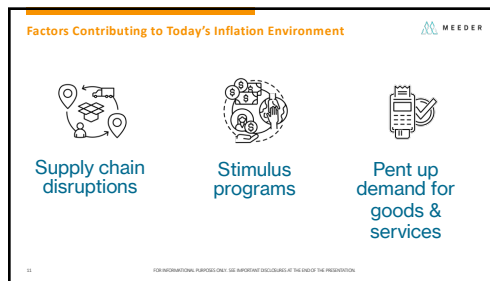 Factors Contributing to Today's Inflation Environment
MEEDER
Supply chain
disruptions
Stimulus
programs
Pent up
demand for
goods &
services
11
FOR INFORMATIONAL PURPOSES ONLY. SEE IMPORTANT DISCLOSURES AT THE END OF THE PRESENTATION.